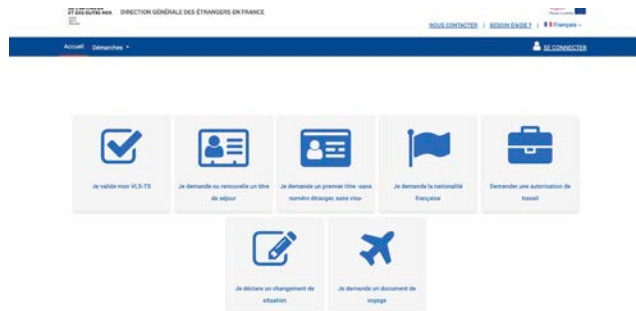 ET DES OUTRE-MER
DIRECTION GÉNÉRALE DES ÉTRANGERS EN FRANCE
NOUS CONTACTER | BESOIN D'AIDE ? | Français
Accueil Démarches
SE CONNECTER
Je valide mon VLS-TS
Je demande ou renouvelle un titre
de séjour
Je demande un premier titre -sans
numéro étranger, sans visa-
Je demande la nationalité
française
Demander une autorisation de
travail
Je déclare un changement de
situation
Je demande un document de
voyage